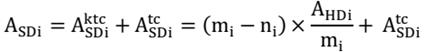 A_SDi = A_SDi^ktc + A_SDi^tc = (m_i − n_i) × A_HDi / m_i + A_SDi^tc